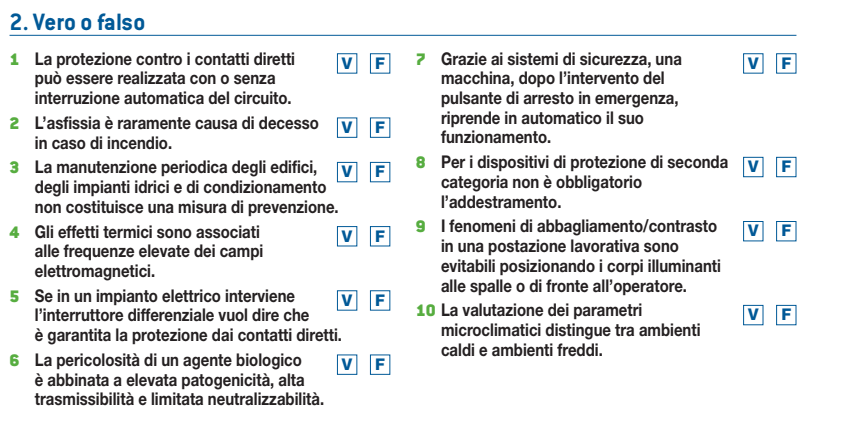 2. Vero o falso
1 La protezione contro i contatti diretti V F
può essere realizzata con o senza
interruzione automatica del circuito.
2 L'asfissia è raramente causa di decesso V F
in caso di incendio.
3 La manutenzione periodica degli edifici, V F
degli impianti idrici e di condizionamento
non costituisce una misura di prevenzione.
4 Gli effetti termici sono associati V F
alle frequenze elevate dei campi
elettromagnetici.
5 Se in un impianto elettrico interviene V F
l'interruttore differenziale vuol dire che
è garantita la protezione dai contatti diretti.
6 La pericolosità di un agente biologico V F
è abbinata a elevata patogenicità, alta
trasmissibilità e limitata neutralizzabilità.
7 Grazie ai sistemi di sicurezza, una V F
macchina, dopo l'intervento del
pulsante di arresto in emergenza,
riprende in automatico il suo
funzionamento.
8 Per i dispositivi di protezione di seconda V F
categoria non è obbligatorio
l'addestramento.
9 I fenomeni di abbagliamento/contrasto V F
in una postazione lavorativa sono
evitabili posizionando i corpi illuminanti
alle spalle o di fronte all'operatore.
10 La valutazione dei parametri V F
microclimatici distingue tra ambienti
caldi e ambienti freddi.